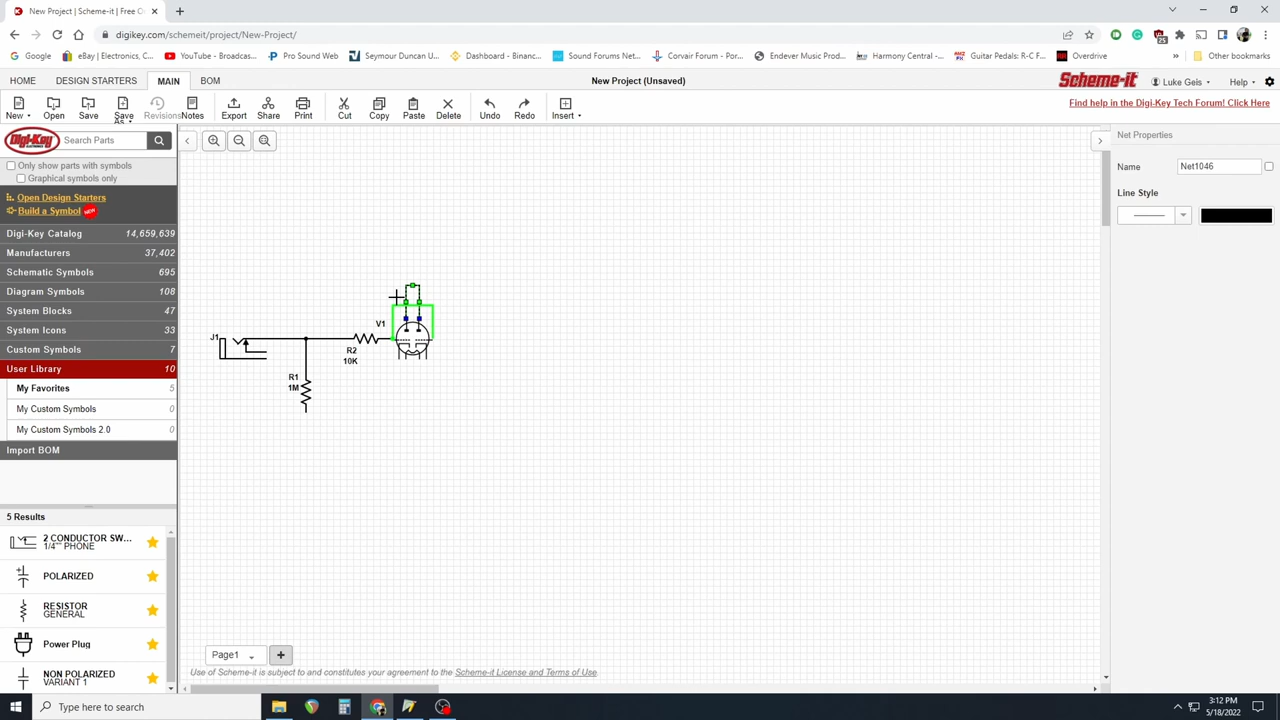 New Project | Scheme-it | Free O
digikey.com/schemeit/project/New-Project/
Google
eBay | Electronics, C...
YouTube - Broadcas...
Pro Sound Web
Seymour Duncan U...
Dashboard - Binanc...
Sound Forums Net...
Corvair Forum - Por...
Endever Music Prod...
Harmony Central -...
Guitar Pedals: R-C F...
Overdrive
»
Other bookmarks
HOME
DESIGN STARTERS
MAIN
BOM
New Project (Unsaved)
Scheme-it
Luke Geis
Help
New
Open
Save
Save As
Revisions
Notes
Export
Share
Print
Cut
Copy
Paste
Delete
Undo
Redo
Insert
Find help in the Digi-Key Tech Forum! Click Here
Digi-Key
ELECTRONICS
Search Parts
Only show parts with symbols
Graphical symbols only
Open Design Starters
Build a Symbol NEW
Digi-Key Catalog 14,659,639
Manufacturers 37,402
Schematic Symbols 695
Diagram Symbols 108
System Blocks 47
System Icons 33
Custom Symbols 7
User Library 10
My Favorites 5
My Custom Symbols 0
My Custom Symbols 2.0 0
Import BOM
5 Results
2 CONDUCTOR SW...
1/4"" PHONE
POLARIZED
RESISTOR
GENERAL
Power Plug
NON POLARIZED
VARIANT 1
J1
V1
R2
10K
R1
1M
Net Properties
Name Net1046
Line Style
Page1
+
Use of Scheme-it is subject to and constitutes your agreement to the Scheme-it License and Terms of Use.
Type here to search
3:12 PM
5/18/2022